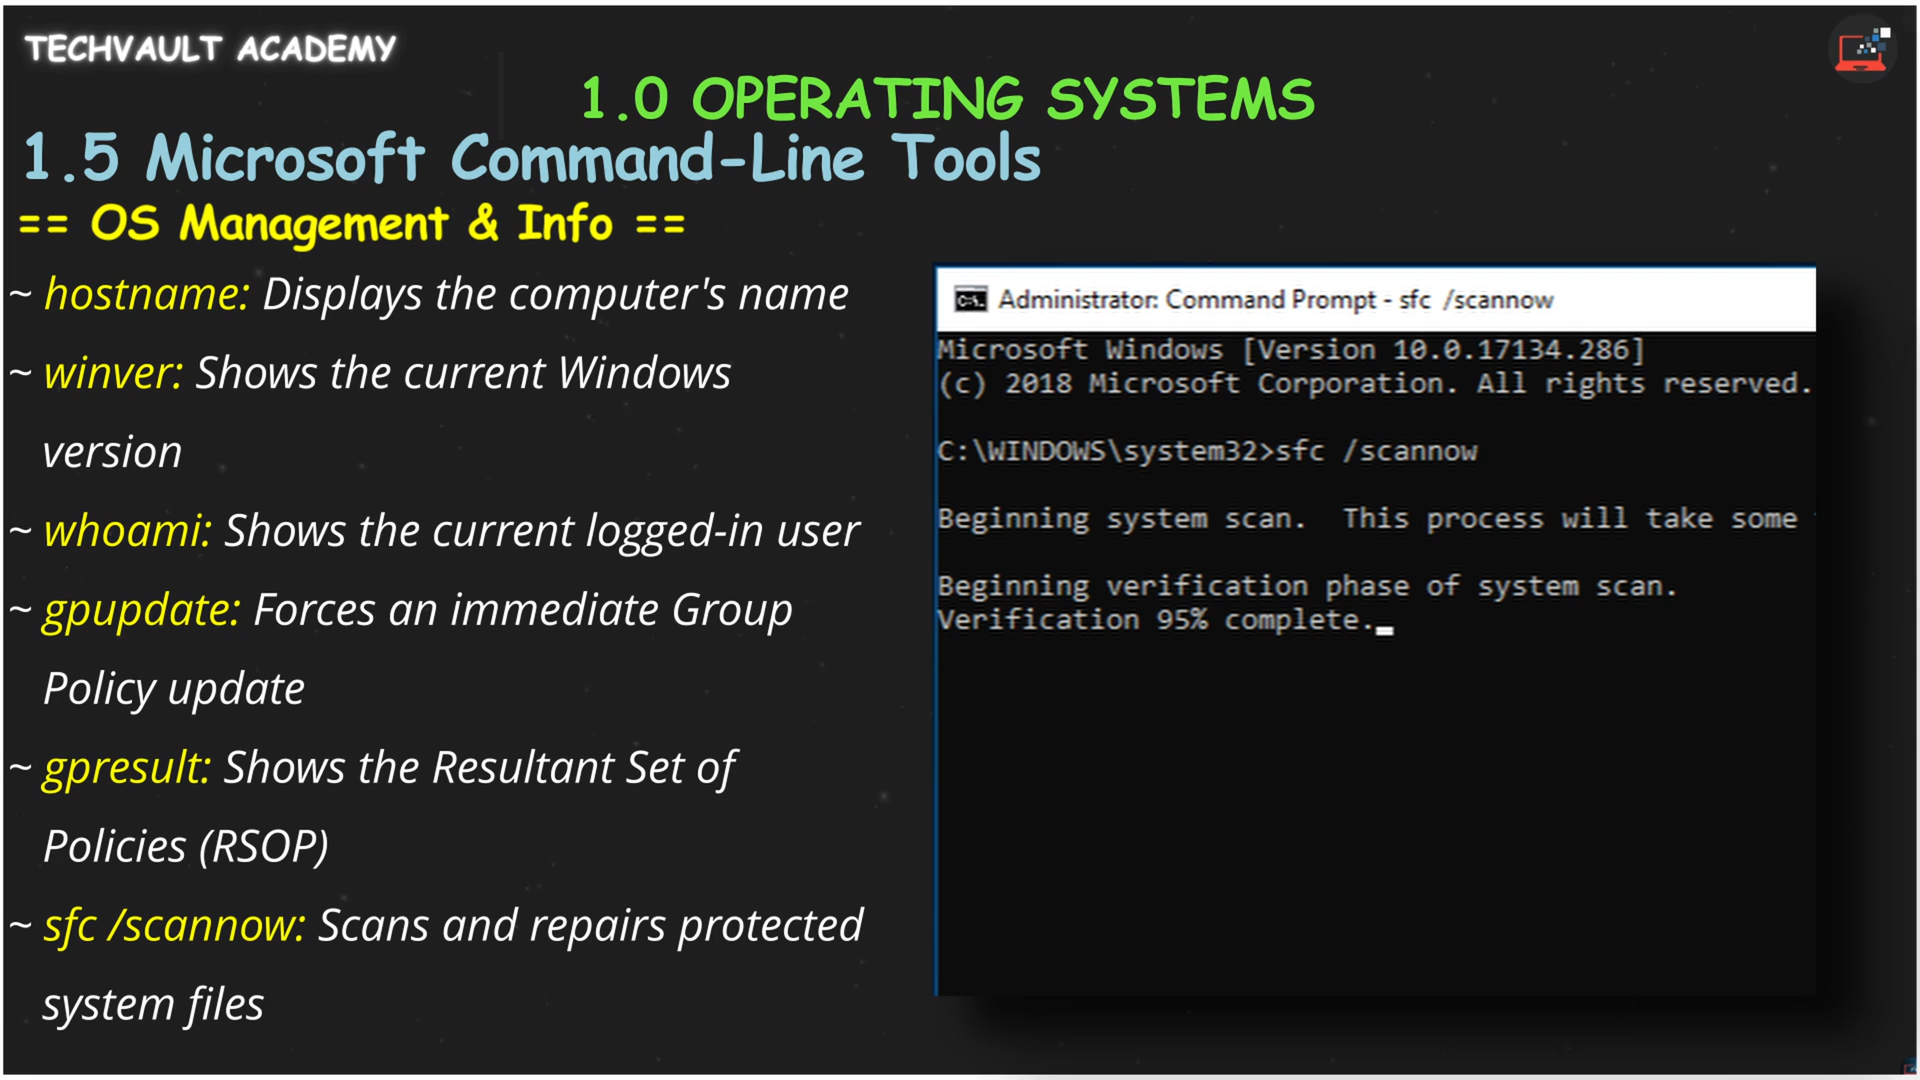 TECHVAULT ACADEMY
1.0 OPERATING SYSTEMS
1.5 Microsoft Command-Line Tools
== OS Management & Info ==
~ hostname: Displays the computer's name
~ winver: Shows the current Windows
version
~ whoami: Shows the current logged-in user
~ gpupdate: Forces an immediate Group
Policy update
~ gpresult: Shows the Resultant Set of
Policies (RSOP)
~ sfc /scannow: Scans and repairs protected
system files
Administrator: Command Prompt - sfc /scannow
Microsoft Windows [Version 10.0.17134.286]
(c) 2018 Microsoft Corporation. All rights reserved.
C:\WINDOWS\system32>sfc /scannow
Beginning system scan. This process will take some
Beginning verification phase of system scan.
Verification 95% complete.